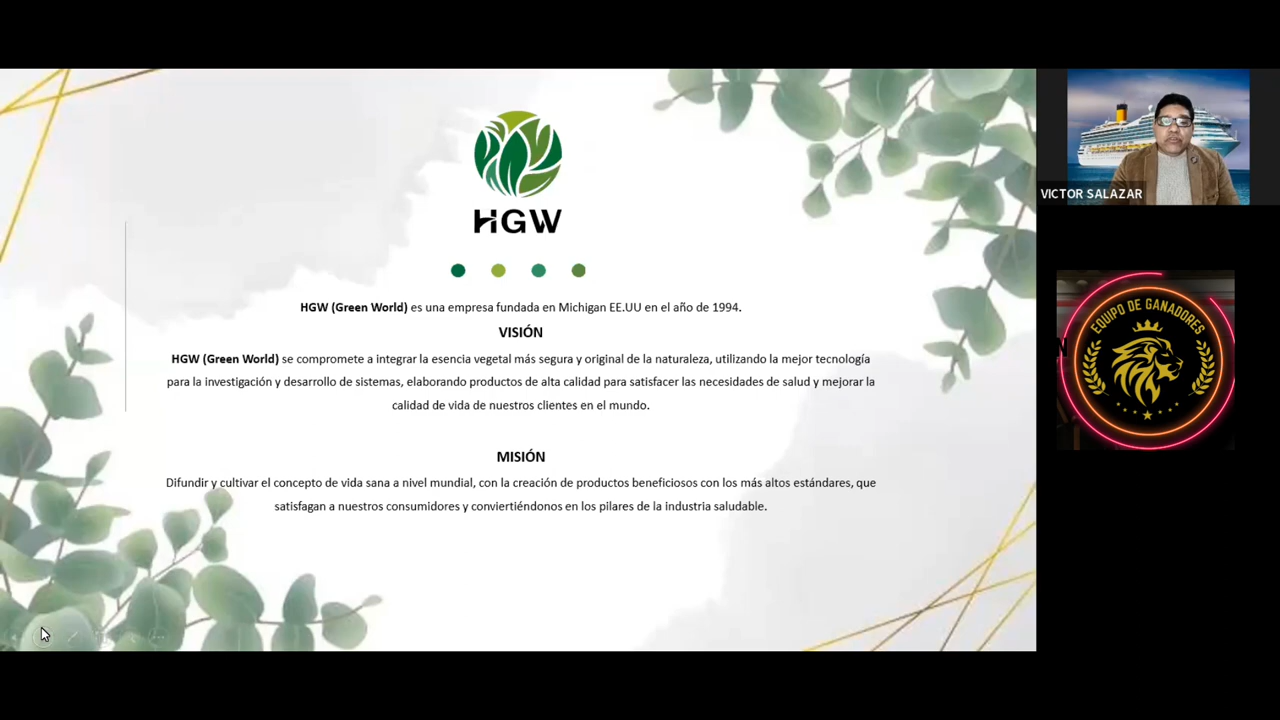 HGW
HGW (Green World) es una empresa fundada en Michigan EE.UU en el año de 1994.
VISIÓN
HGW (Green World) se compromete a integrar la esencia vegetal más segura y original de la naturaleza, utilizando la mejor tecnología
para la investigación y desarrollo de sistemas, elaborando productos de alta calidad para satisfacer las necesidades de salud y mejorar la
calidad de vida de nuestros clientes en el mundo.
MISIÓN
Difundir y cultivar el concepto de vida sana a nivel mundial, con la creación de productos beneficiosos con los más altos estándares, que
satisfagan a nuestros consumidores y conviertiéndonos en los pilares de la industria saludable.
VICTOR SALAZAR
EQUIPO DE GANADORES